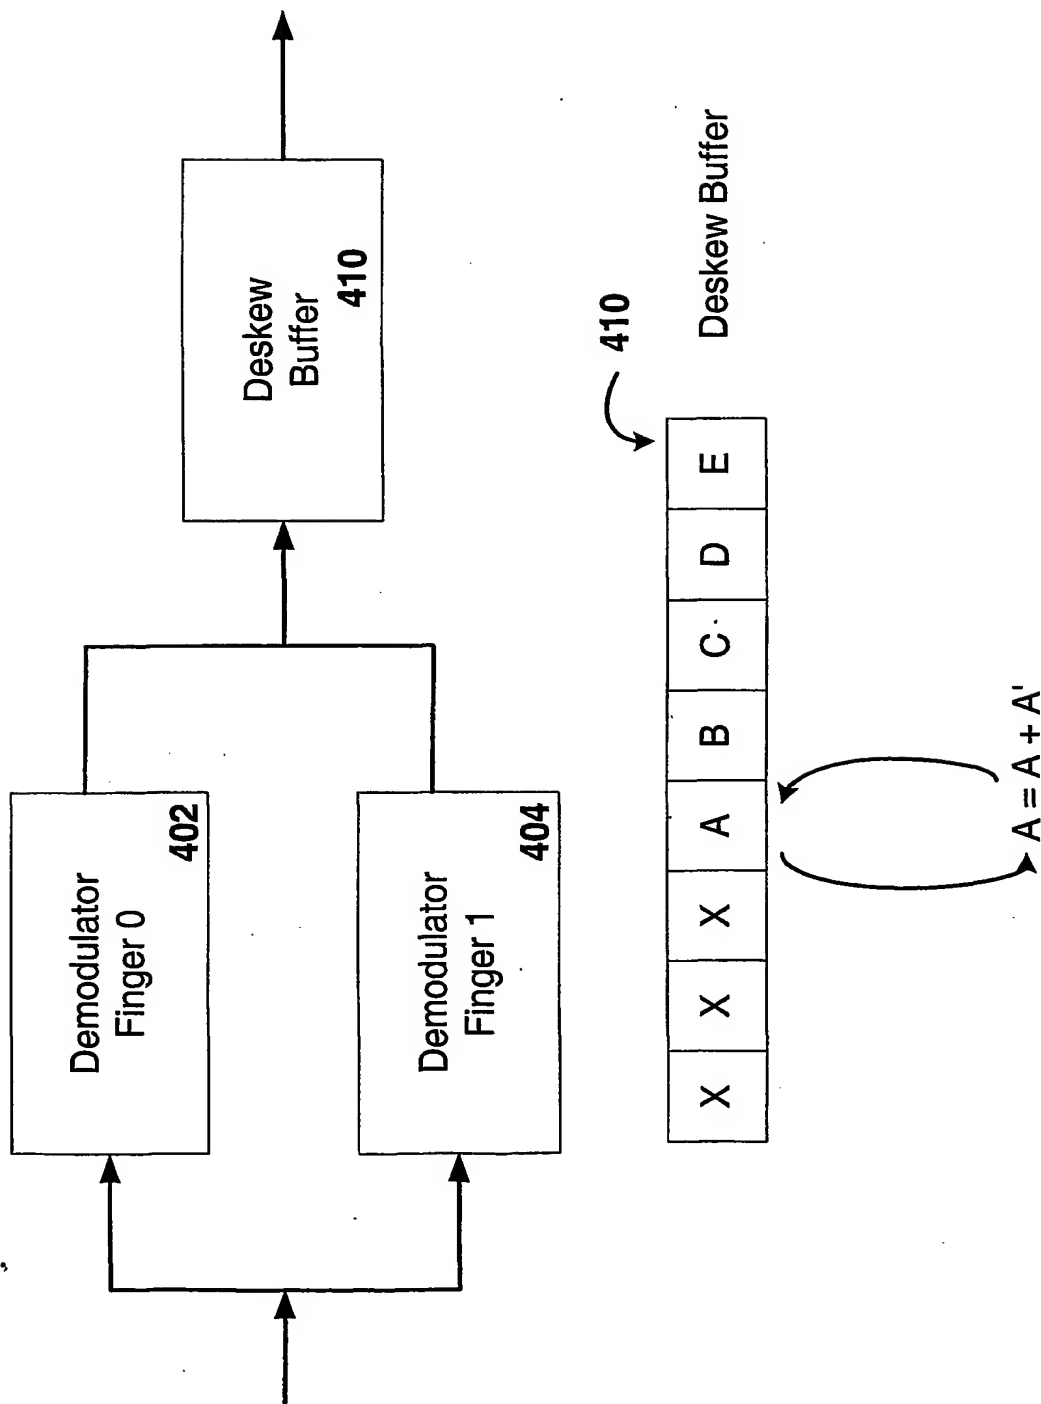 Demodulator
Finger 0
402
Demodulator
Finger 1
404
Deskew
Buffer
410
X X X A B C D E
410
Deskew Buffer
A = A + A'